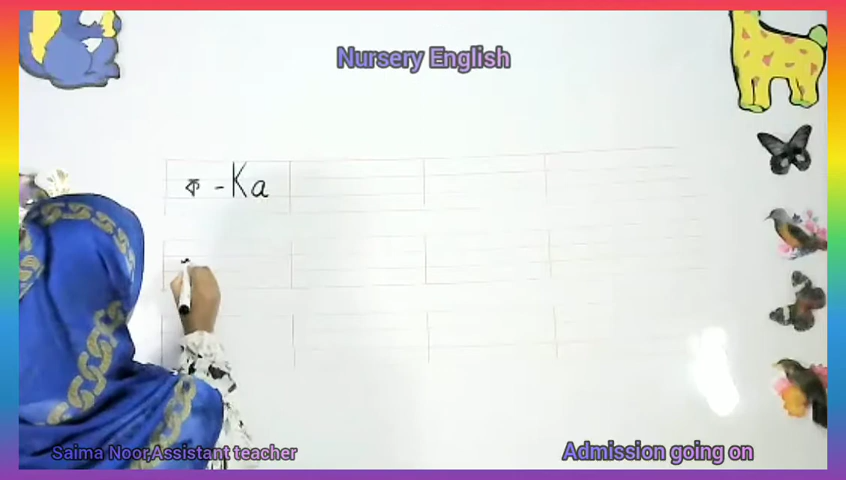 Nursery English
ক - Ka
Saima Noor,Assistant teacher
Admission going on